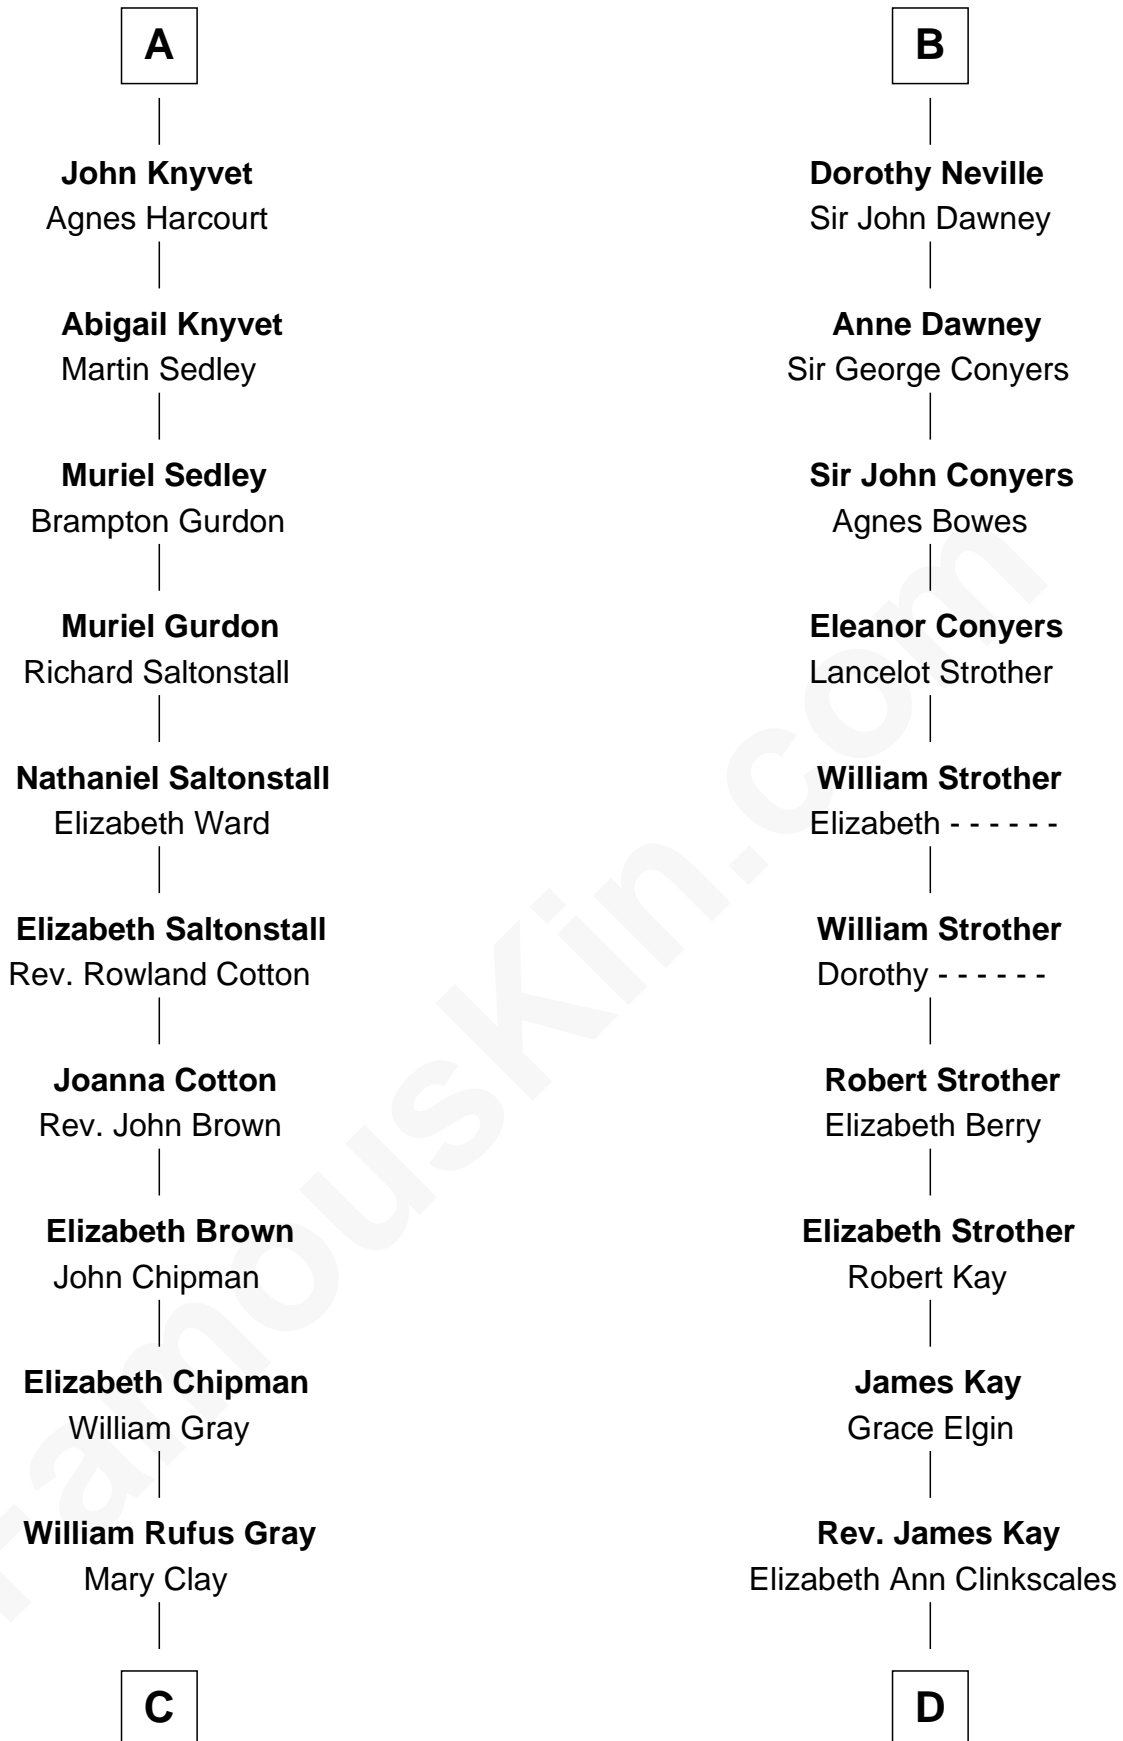 A
John Knyvet
Agnes Harcourt
Abigail Knyvet
Martin Sedley
Muriel Sedley
Brampton Gurdon
Muriel Gurdon
Richard Saltonstall
Nathaniel Saltonstall
Elizabeth Ward
Elizabeth Saltonstall
Rev. Rowland Cotton
Joanna Cotton
Rev. John Brown
Elizabeth Brown
John Chipman
Elizabeth Chipman
William Gray
William Rufus Gray
Mary Clay
C
B
Dorothy Neville
Sir John Dawney
Anne Dawney
Sir George Conyers
Sir John Conyers
Agnes Bowes
Eleanor Conyers
Lancelot Strother
William Strother
Elizabeth - - - - - -
William Strother
Dorothy - - - - - -
Robert Strother
Elizabeth Berry
Elizabeth Strother
Robert Kay
James Kay
Grace Elgin
Rev. James Kay
Elizabeth Ann Clinkscales
D
FamousKin.com